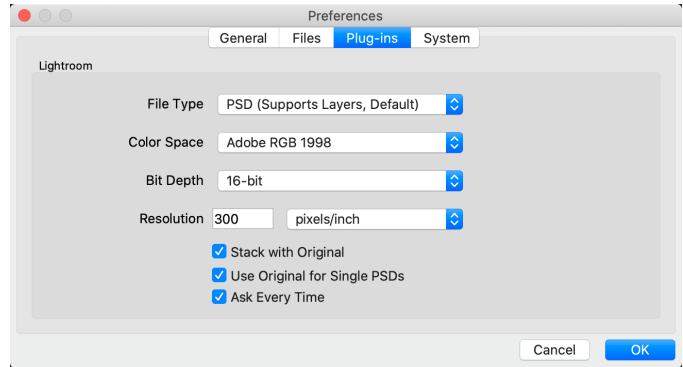 Preferences
General Files Plug-ins System
Lightroom
File Type PSD (Supports Layers, Default)
Color Space Adobe RGB 1998
Bit Depth 16-bit
Resolution 300 pixels/inch
Stack with Original
Use Original for Single PSDs
Ask Every Time
Cancel OK